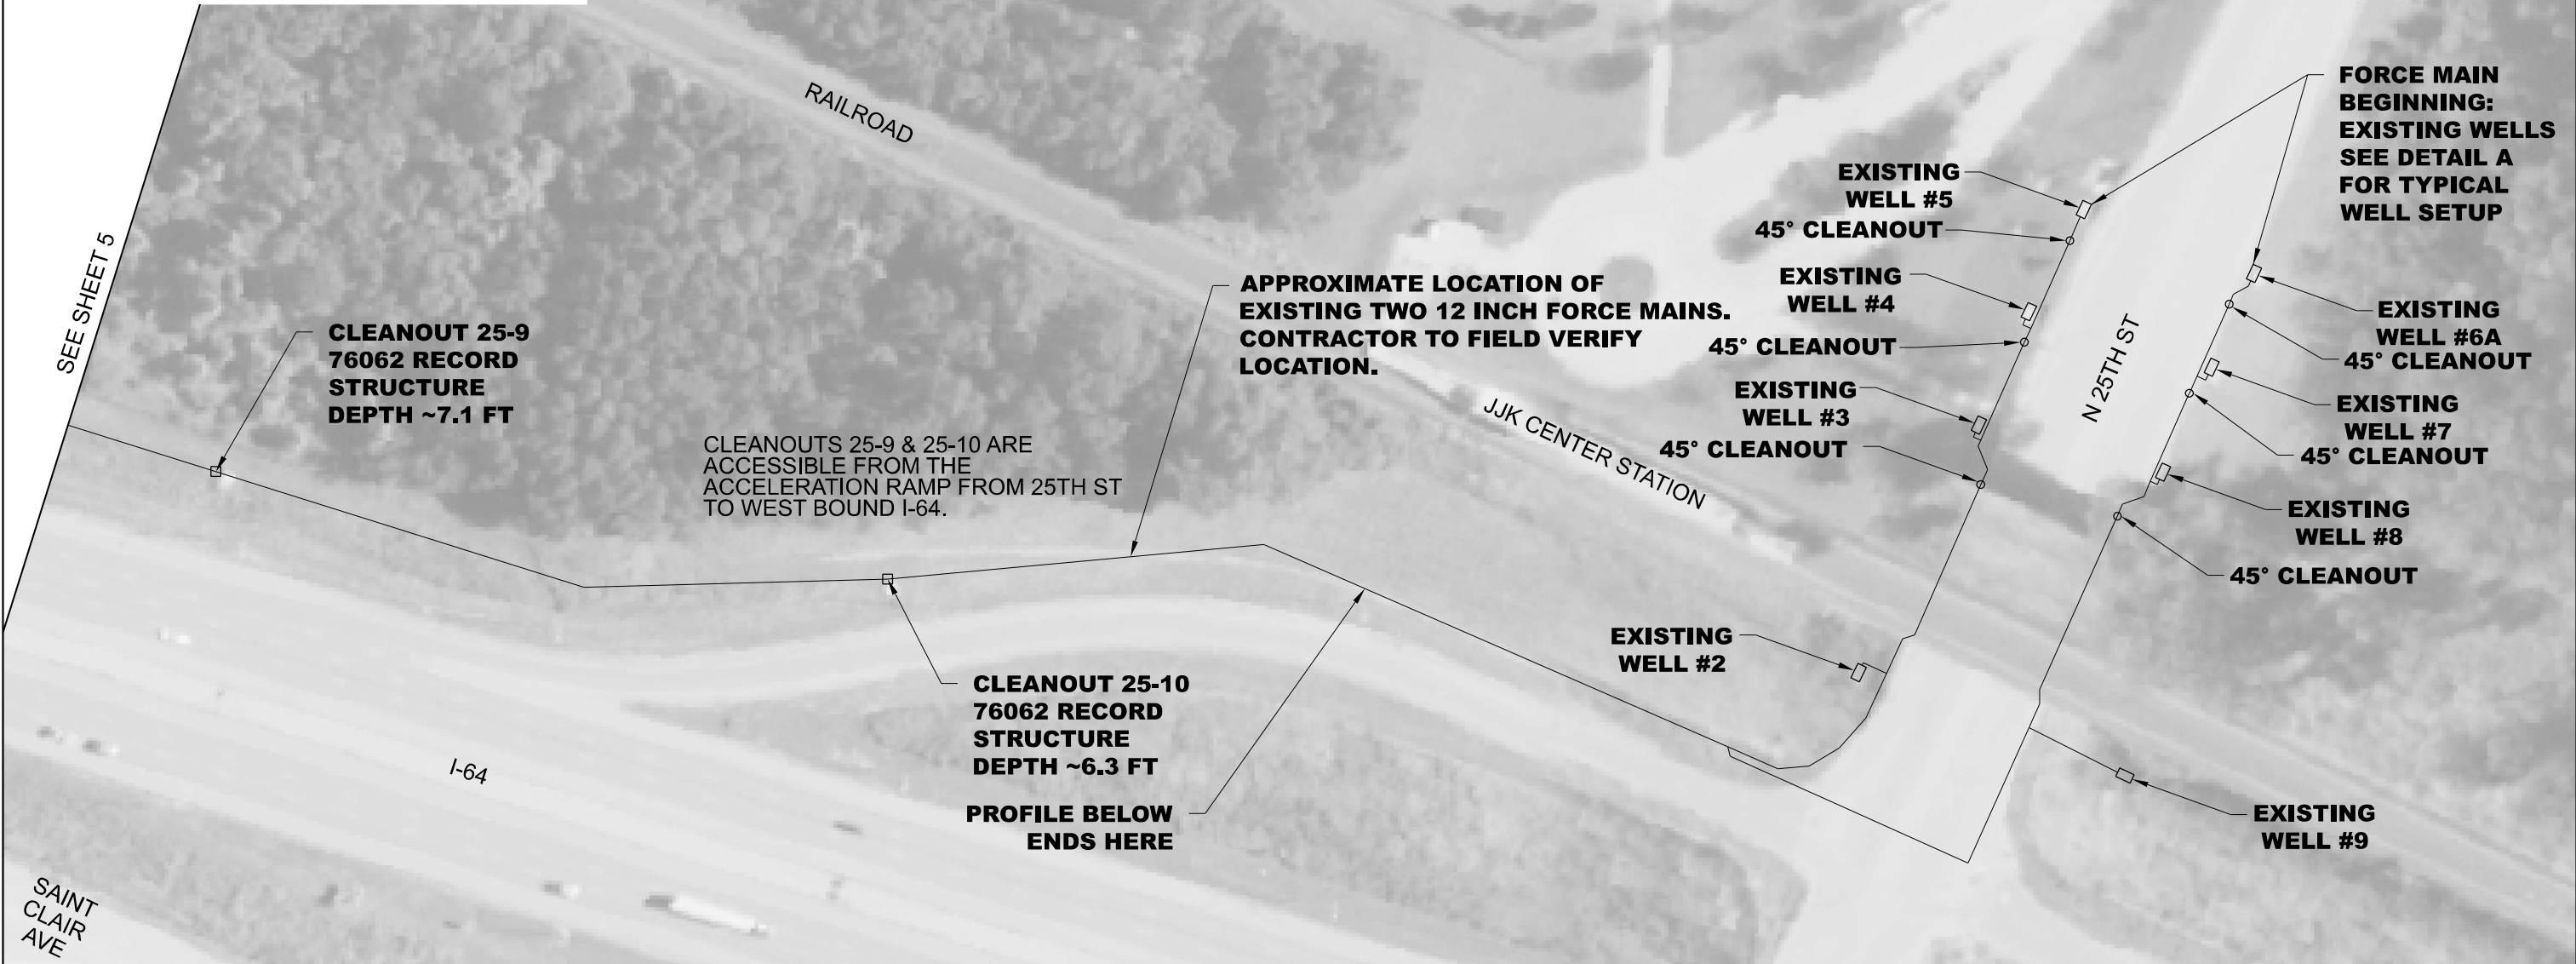 RAILROAD
SEE SHEET 5
CLEANOUT 25-9
76062 RECORD
STRUCTURE
DEPTH ~7.1 FT
CLEANOUTS 25-9 & 25-10 ARE
ACCESSIBLE FROM THE
ACCELERATION RAMP FROM 25TH ST
TO WEST BOUND I-64.
APPROXIMATE LOCATION OF
EXISTING TWO 12 INCH FORCE MAINS.
CONTRACTOR TO FIELD VERIFY
LOCATION.
JJK CENTER STATION
CLEANOUT 25-10
76062 RECORD
STRUCTURE
DEPTH ~6.3 FT
PROFILE BELOW
ENDS HERE
I-64
SAINT
CLAIR
AVE
EXISTING
WELL #5
45° CLEANOUT
EXISTING
WELL #4
45° CLEANOUT
EXISTING
WELL #3
45° CLEANOUT
EXISTING
WELL #2
N 25TH ST
FORCE MAIN
BEGINNING:
EXISTING WELLS
SEE DETAIL A
FOR TYPICAL
WELL SETUP
EXISTING
WELL #6A
45° CLEANOUT
EXISTING
WELL #7
45° CLEANOUT
EXISTING
WELL #8
45° CLEANOUT
EXISTING
WELL #9